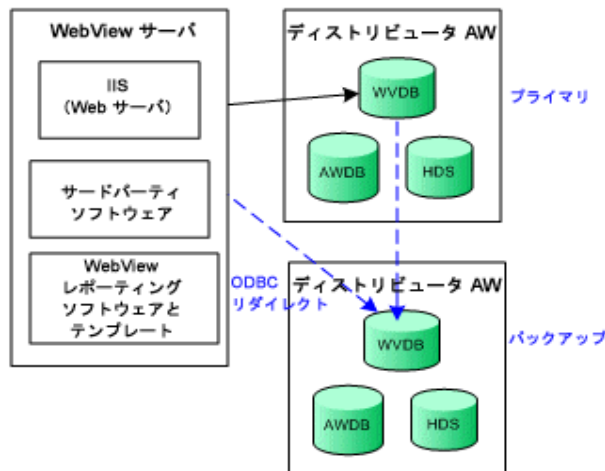 WebView サーバ
IIS
（Web サーバ）
サードパーティ
ソフトウェア
WebView
レポーティング
ソフトウェアと
テンプレート
ディストリビュータ AW
WVDB
AWDB
HDS
プライマリ
ODBC
リダイレクト
ディストリビュータ AW
WVDB
AWDB
HDS
バックアップ